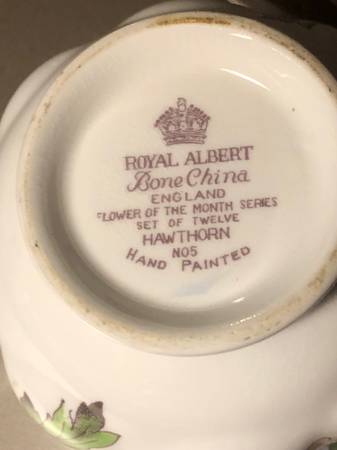 ROYAL ALBERT
Bone China
ENGLAND
FLOWER OF THE MONTH SERIES
SET OF TWELVE
HAWTHORN
NO5
HAND PAINTED